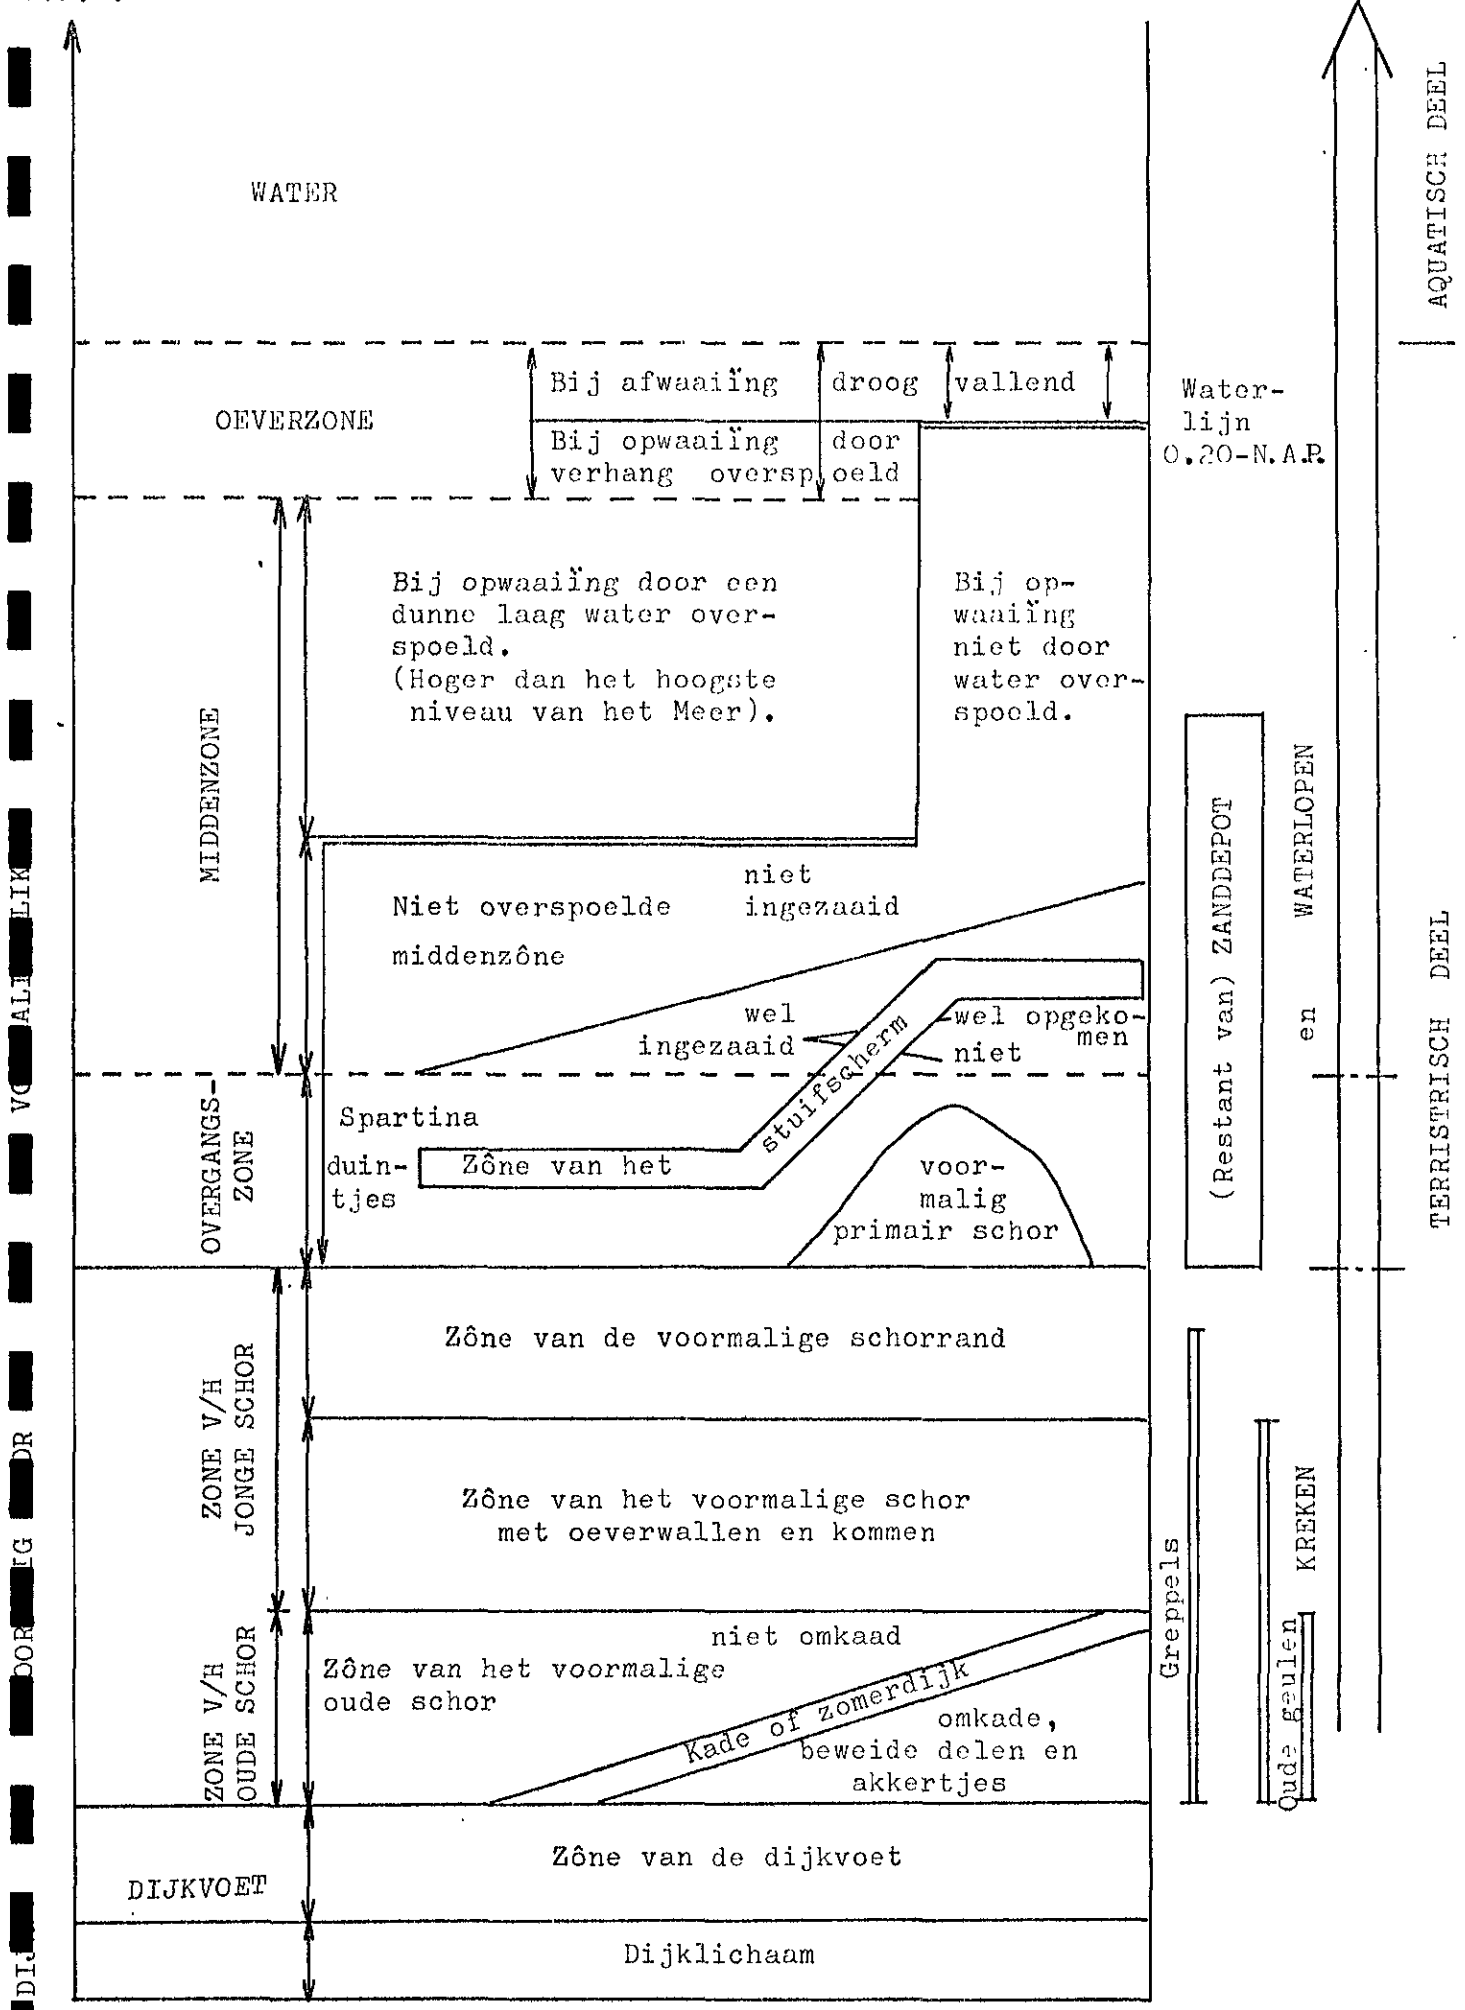 WATER
OEVERZONE
Bij afwaaiïng droog vallend
Bij opwaaiïng door
verhang overspoeld
Water-
lijn
0.20-N.A.P.
Bij opwaaiïng door een
dunne laag water over-
spoeld.
(Hoger dan het hoogste
niveau van het Meer).
Bij op-
waaiïng
niet door
water over-
spoeld.
MIDDENZONE
Niet overspoelde
middenzône
niet
ingezaaid
wel
ingezaaid
wel opgeko-
men
niet
OVERGANGS-
ZONE
Spartina
duin-
tjes
Zône van het
stuifscherm
voor-
malig
primair schor
ZONE V/H
JONGE SCHOR
Zône van de voormalige schorrand
Zône van het voormalige schor
met oeverwallen en kommen
ZONE V/H
OUDE SCHOR
Zône van het voormalige
oude schor
niet omkaad
Kade of zomerdijk
omkade,
beweide delen en
akkertjes
DIJKVOET
Zône van de dijkvoet
Dijklichaam
(Restant van) ZANDDEPOT
Greppels
Oude geulen
KREKEN
en
WATERLOPEN
AQUATISCH DEEL
TERRISTRISCH DEEL